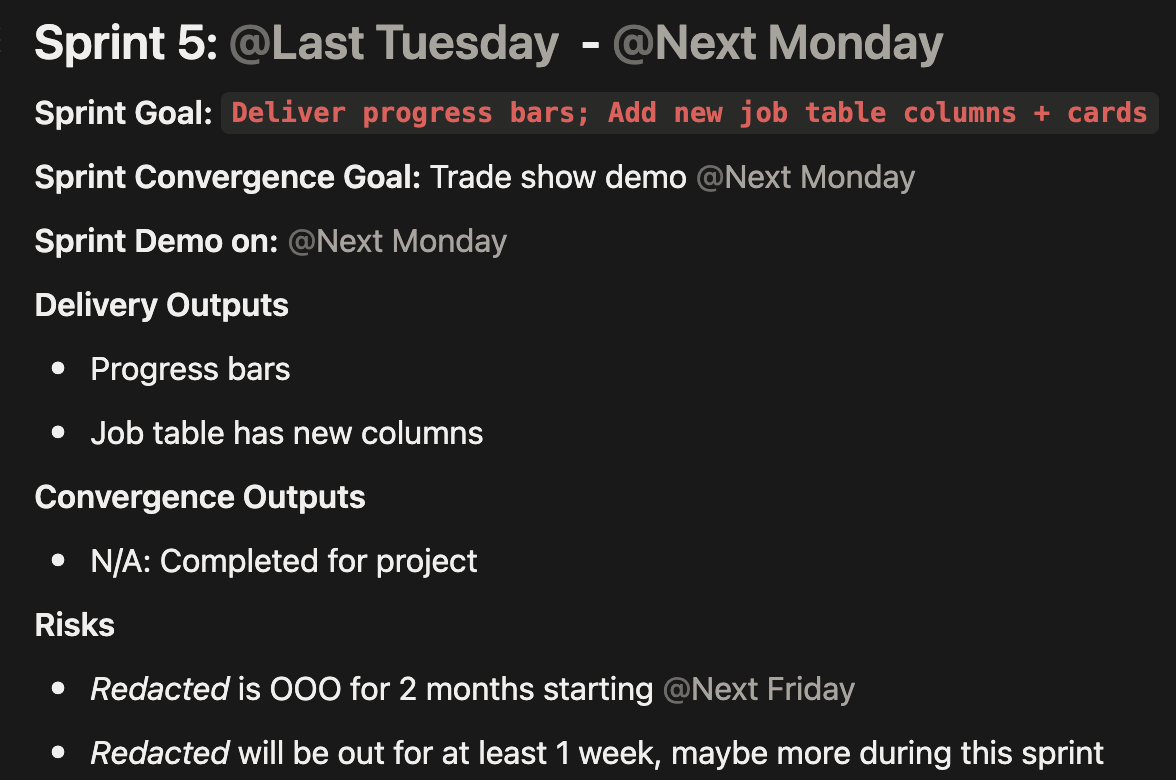 Sprint 5: @Last Tuesday - @Next Monday
Sprint Goal: Deliver progress bars; Add new job table columns + cards
Sprint Convergence Goal: Trade show demo @Next Monday
Sprint Demo on: @Next Monday
Delivery Outputs
• Progress bars
• Job table has new columns
Convergence Outputs
• N/A: Completed for project
Risks
• Redacted is OOO for 2 months starting @Next Friday
• Redacted will be out for at least 1 week, maybe more during this sprint